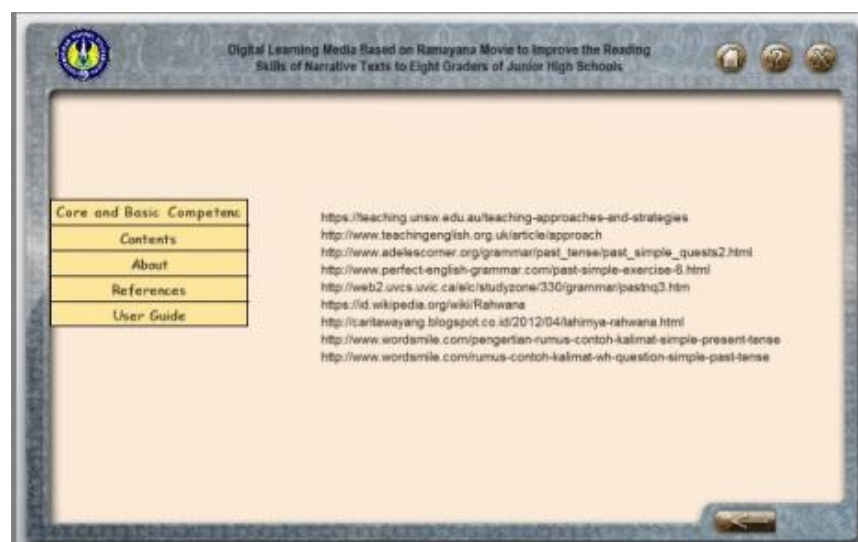 Digital Learning Media Based on Ramayana Movie to Improve the Reading
Skills of Narrative Texts to Eight Graders of Junior High Schools
Core and Basic Competenc
Contents
About
References
User Guide
https://teaching.unsw.edu.au/teaching-approaches-and-strategies
http://www.teachingenglish.org.uk/article/approach
http://www.adelescorner.org/grammar/past_tense/past_simple_quests2.html
http://www.perfect-english-grammar.com/past-simple-exercise-6.html
http://web2.uvcs.uvic.ca/elc/studyzone/330/grammar/pastnq3.htm
https://id.wikipedia.org/wiki/Rahwana
http://caritawayang.blogspot.co.id/2012/04/lahirnya-rahwana.html
http://www.wordsmile.com/pengertian-rumus-contoh-kalimat-simple-present-tense
http://www.wordsmile.com/rumus-contoh-kalimat-wh-question-simple-past-tense